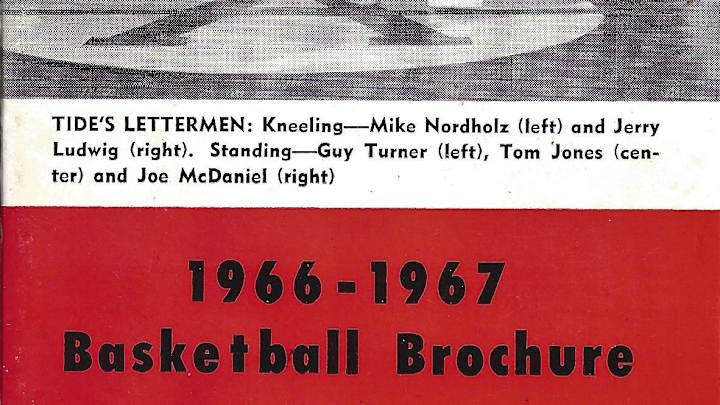 TIDE'S LETTERMEN: Kneeling—Mike Nordholz (left) and Jerry
Ludwig (right). Standing—Guy Turner (left), Tom Jones (cen-
ter) and Joe McDaniel (right)
1966-1967
Basketball Brochure